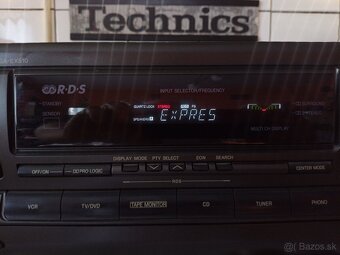 Technics
SA-EX510
R·D·S
INPUT SELECTOR/FREQUENCY
STANDBY
QUARTZ LOCK STEREO FM
SENSOR
SPEAKERS
EXPRES
MULTI CH DISPLAY
DISPLAY MODE PTY SELECT EON SEARCH
OFF/ON PRO LOGIC RDS CENTER MODE
VCR TV/DVD TAPE MONITOR CD TUNER PHONO
Bazos.sk